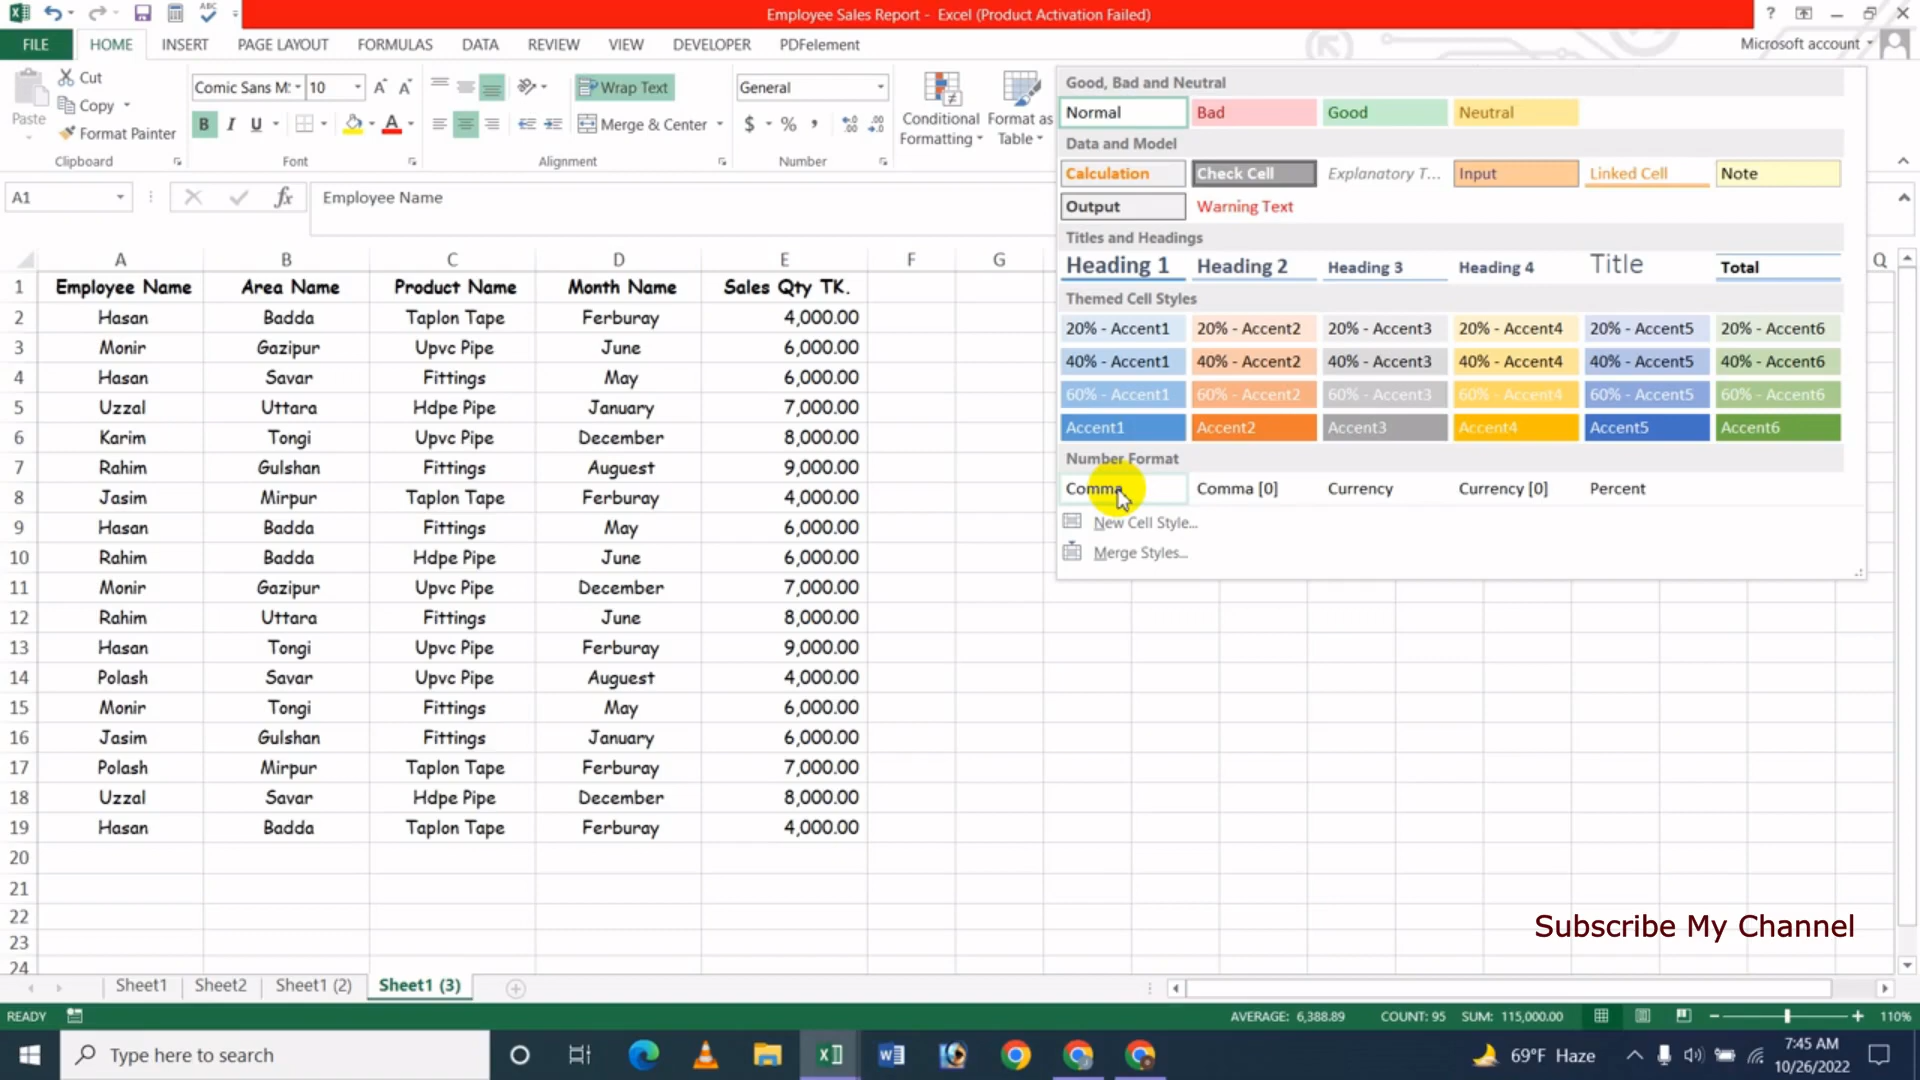 Employee Sales Report - Excel (Product Activation Failed)
FILE HOME INSERT PAGE LAYOUT FORMULAS DATA REVIEW VIEW DEVELOPER PDFelement Microsoft account
Paste Cut Copy Format Painter Clipboard
Comic Sans M: 10 B I U Font
Wrap Text Merge & Center Alignment
General $ % , Number
Conditional Formatting Format as Table
Good, Bad and Neutral
Normal Bad Good Neutral
Data and Model
Calculation Check Cell Explanatory T... Input Linked Cell Note
Output Warning Text
Titles and Headings
Heading 1 Heading 2 Heading 3 Heading 4 Title Total
Themed Cell Styles
20% - Accent1 20% - Accent2 20% - Accent3 20% - Accent4 20% - Accent5 20% - Accent6
40% - Accent1 40% - Accent2 40% - Accent3 40% - Accent4 40% - Accent5 40% - Accent6
60% - Accent1 60% - Accent2 60% - Accent3 60% - Accent4 60% - Accent5 60% - Accent6
Accent1 Accent2 Accent3 Accent4 Accent5 Accent6
Number Format
Comma Comma [0] Currency Currency [0] Percent
New Cell Style...
Merge Styles...
A1 fx Employee Name
A B C D E F G Q
1 Employee Name Area Name Product Name Month Name Sales Qty TK.
2 Hasan Badda Taplon Tape Ferburay 4,000.00
3 Monir Gazipur Upvc Pipe June 6,000.00
4 Hasan Savar Fittings May 6,000.00
5 Uzzal Uttara Hdpe Pipe January 7,000.00
6 Karim Tongi Upvc Pipe December 8,000.00
7 Rahim Gulshan Fittings Auguest 9,000.00
8 Jasim Mirpur Taplon Tape Ferburay 4,000.00
9 Hasan Badda Fittings May 6,000.00
10 Rahim Badda Hdpe Pipe June 6,000.00
11 Monir Gazipur Upvc Pipe December 7,000.00
12 Rahim Uttara Fittings June 8,000.00
13 Hasan Tongi Upvc Pipe Ferburay 9,000.00
14 Polash Savar Upvc Pipe Auguest 4,000.00
15 Monir Tongi Fittings May 6,000.00
16 Jasim Gulshan Fittings January 6,000.00
17 Polash Mirpur Taplon Tape Ferburay 7,000.00
18 Uzzal Savar Hdpe Pipe December 8,000.00
19 Hasan Badda Taplon Tape Ferburay 4,000.00
20
21
22
23
24
Subscribe My Channel
Sheet1 Sheet2 Sheet1 (2) Sheet1 (3)
READY AVERAGE: 6,388.89 COUNT: 95 SUM: 115,000.00 110%
Type here to search 69°F Haze 7:45 AM
10/26/2022